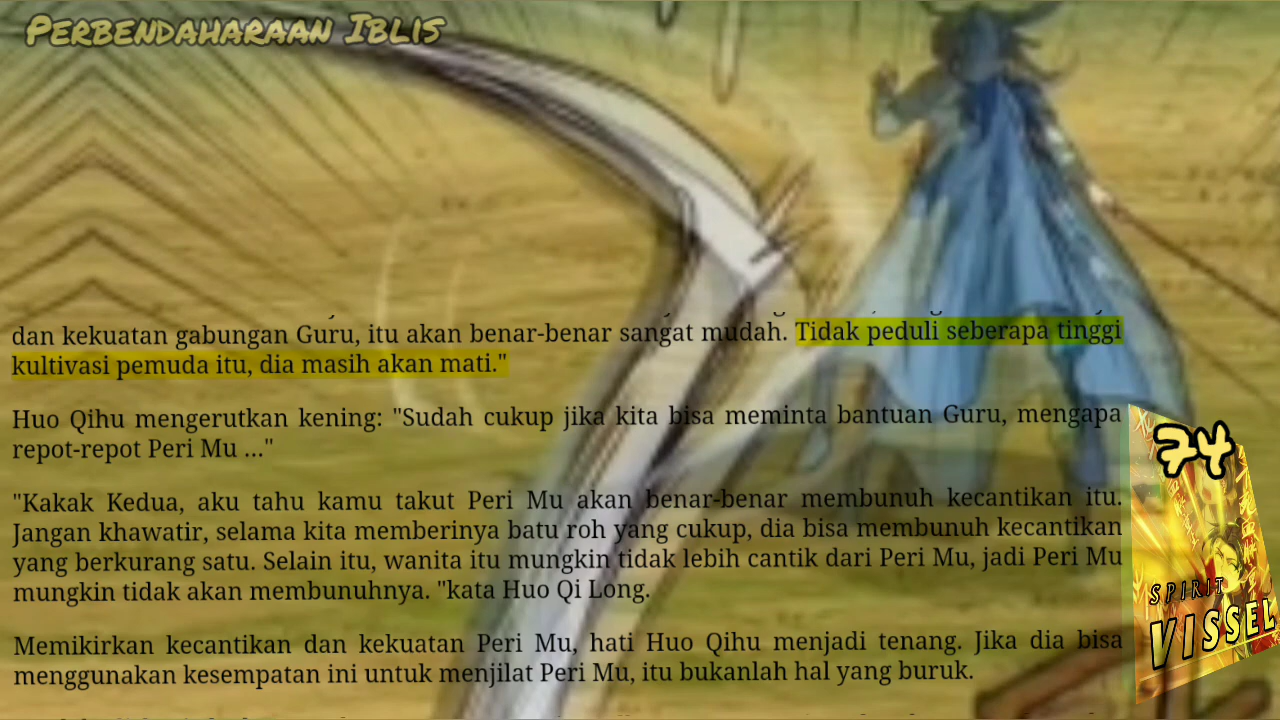 Perbendaharaan Iblis
dan kekuatan gabungan Guru, itu akan benar-benar sangat mudah. Tidak peduli seberapa tinggi
kultivasi pemuda itu, dia masih akan mati."
Huo Qihu mengerutkan kening: "Sudah cukup jika kita bisa meminta bantuan Guru, mengapa
repot-repot Peri Mu ..."
"Kakak Kedua, aku tahu kamu takut Peri Mu akan benar-benar membunuh kecantikan itu.
Jangan khawatir, selama kita memberinya batu roh yang cukup, dia bisa membunuh kecantikan
yang berkurang satu. Selain itu, wanita itu mungkin tidak lebih cantik dari Peri Mu, jadi Peri Mu
mungkin tidak akan membunuhnya. "kata Huo Qi Long.
Memikirkan kecantikan dan kekuatan Peri Mu, hati Huo Qihu menjadi tenang. Jika dia bisa
menggunakan kesempatan ini untuk menjilat Peri Mu, itu bukanlah hal yang buruk.
74
SPIRIT
VISSEL